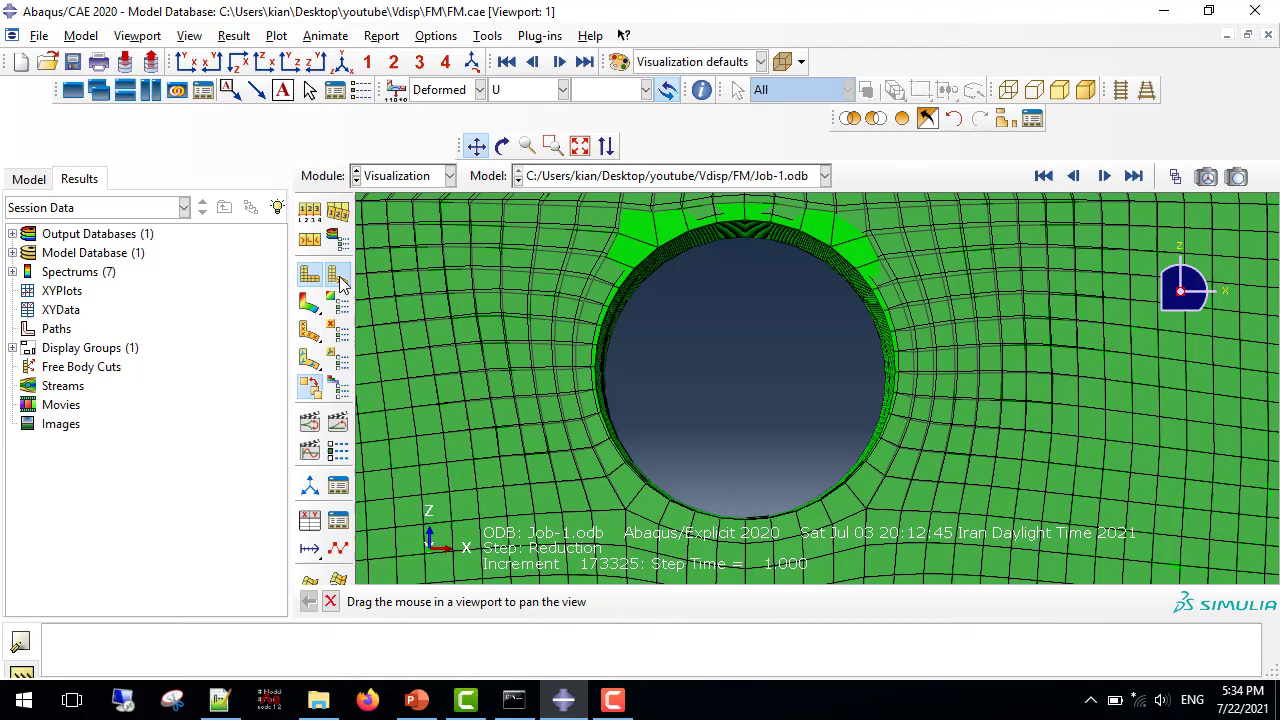 Abaqus/CAE 2020 - Model Database: C:\Users\kian\Desktop\youtube\Vdisp\FM\FM.cae [Viewport: 1]
File Model Viewport View Result Plot Animate Report Options Tools Plug-ins Help
1 2 3 4 Visualization defaults
Deformed U All
Model Results Module: Visualization Model: C:/Users/kian/Desktop/youtube/Vdisp/FM/Job-1.odb
Session Data
Output Databases (1)
Model Database (1)
Spectrums (7)
XYPlots
XYData
Paths
Display Groups (1)
Free Body Cuts
Streams
Movies
Images
Z
X
Z
X
ODB: Job-1.odb Abaqus/Explicit 2020 Sat Jul 03 20:12:45 Iran Daylight Time 2021
Step: Reduction
Increment 173325: Step Time = 1.000
Drag the mouse in a viewport to pan the view
SIMULIA
ENG
5:34 PM
7/22/2021